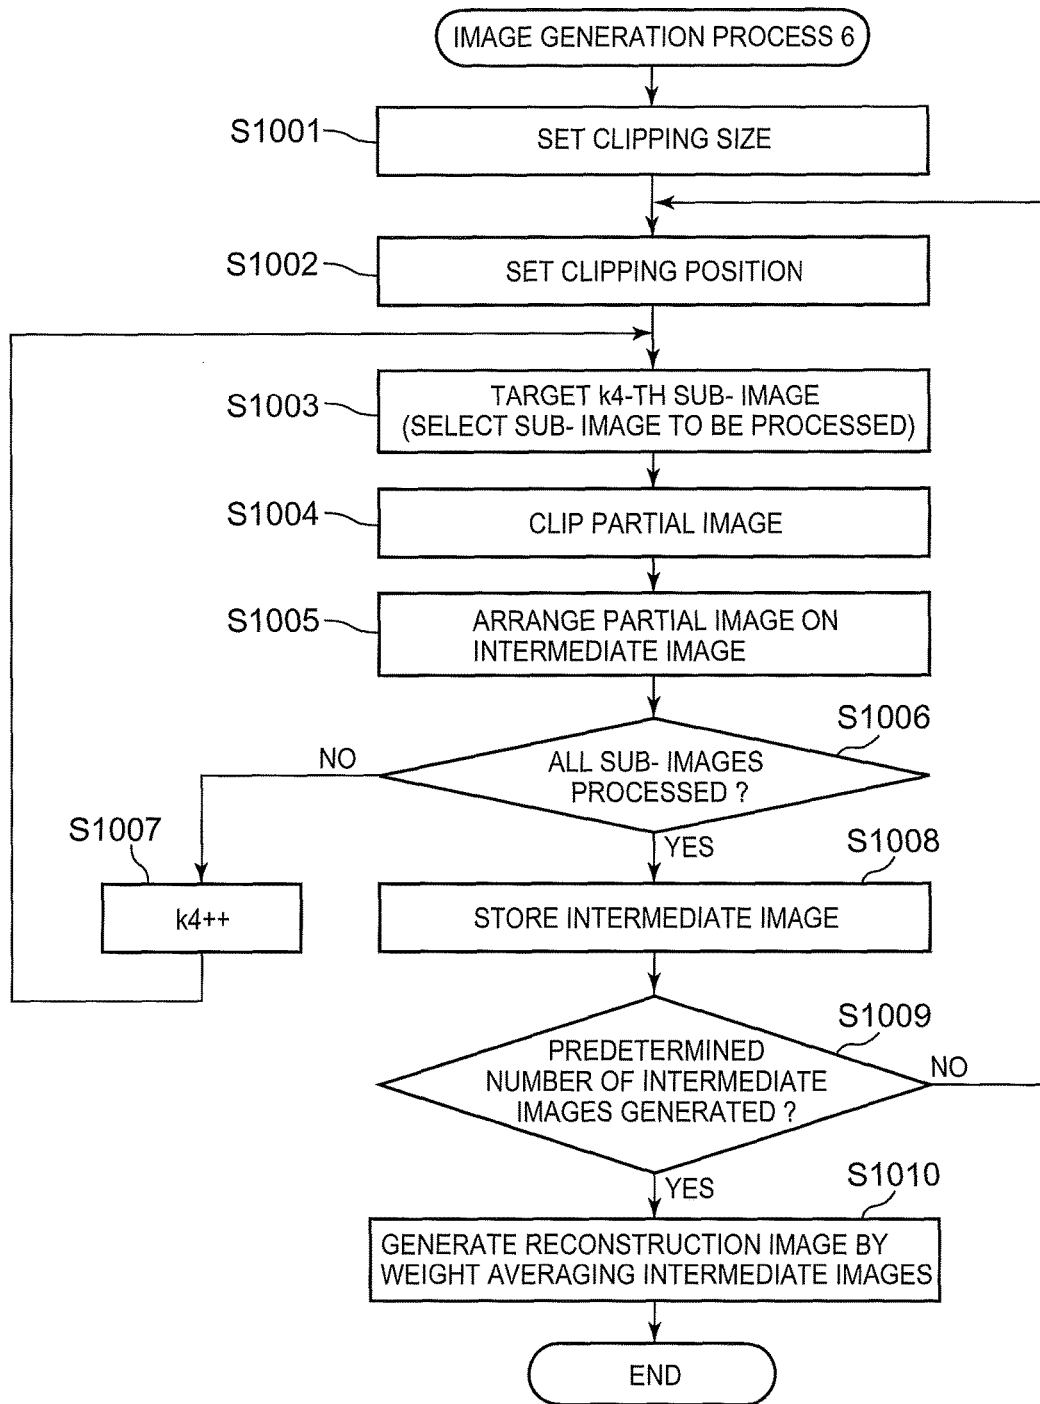 IMAGE GENERATION PROCESS 6
S1001
SET CLIPPING SIZE
S1002
SET CLIPPING POSITION
S1003
TARGET k4-TH SUB- IMAGE
(SELECT SUB- IMAGE TO BE PROCESSED)
S1004
CLIP PARTIAL IMAGE
S1005
ARRANGE PARTIAL IMAGE ON
INTERMEDIATE IMAGE
S1006
NO
ALL SUB- IMAGES
PROCESSED ?
S1007
YES
S1008
k4++
STORE INTERMEDIATE IMAGE
S1009
PREDETERMINED
NUMBER OF INTERMEDIATE
IMAGES GENERATED ?
NO
YES
S1010
GENERATE RECONSTRUCTION IMAGE BY
WEIGHT AVERAGING INTERMEDIATE IMAGES
END